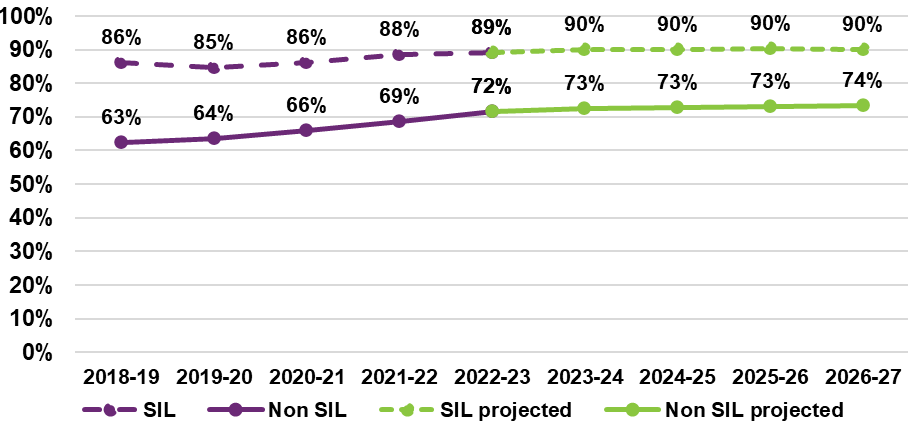 100%
90%
80%
70%
60%
50%
40%
30%
20%
10%
0%
86% 85% 86% 88% 89% 90% 90% 90% 90%
63% 64% 66% 69% 72% 73% 73% 73% 74%
2018-19 2019-20 2020-21 2021-22 2022-23 2023-24 2024-25 2025-26 2026-27
SIL Non SIL SIL projected Non SIL projected